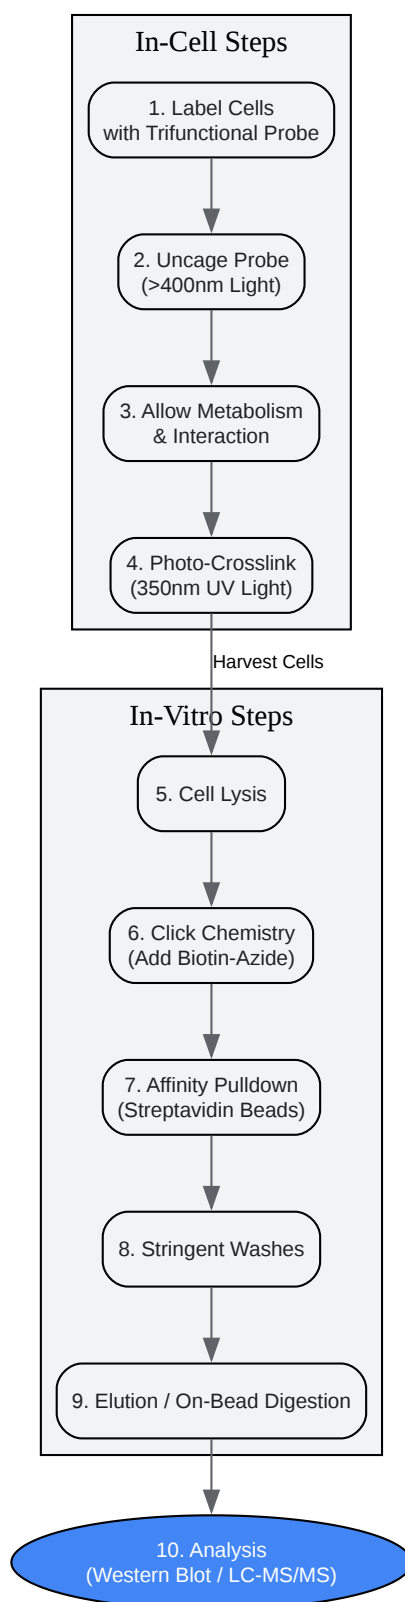 In-Cell Steps
1. Label Cells
with Trifunctional Probe
2. Uncage Probe
(>400nm Light)
3. Allow Metabolism
& Interaction
4. Photo-Crosslink
(350nm UV Light)
Harvest Cells
In-Vitro Steps
5. Cell Lysis
6. Click Chemistry
(Add Biotin-Azide)
7. Affinity Pulldown
(Streptavidin Beads)
8. Stringent Washes
9. Elution / On-Bead Digestion
10. Analysis
(Western Blot / LC-MS/MS)